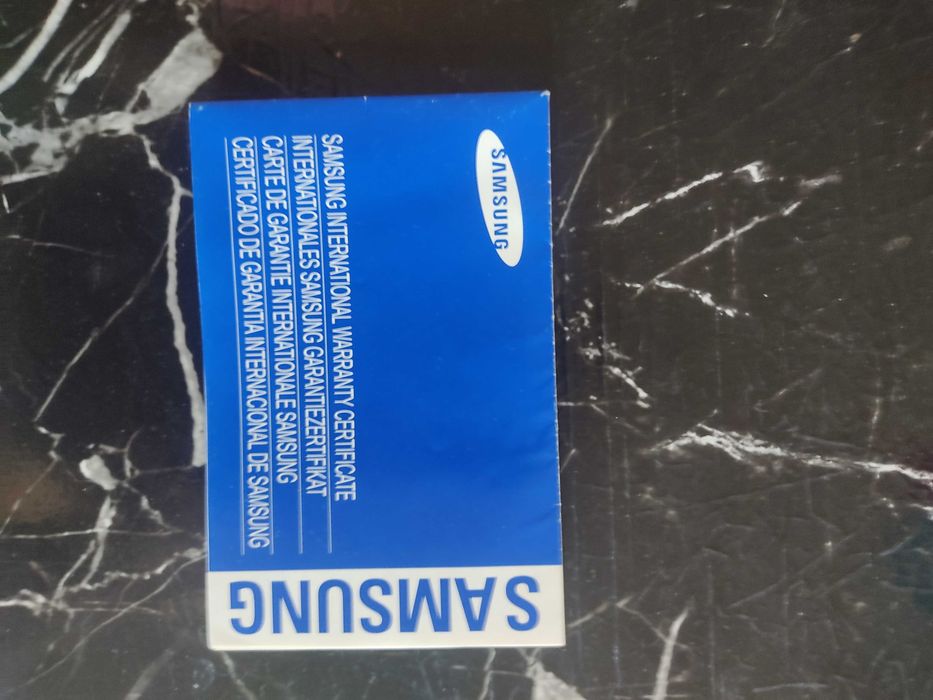 SAMSUNG
SAMSUNG INTERNATIONAL WARRANTY CERTIFICATE
INTERNATIONALES SAMSUNG GARANTIEZERTIFIKAT
CARTE DE GARANTIE INTERNATIONALE SAMSUNG
CERTIFICADO DE GARANTIA INTERNACIONAL DE SAMSUNG
SAMSUNG